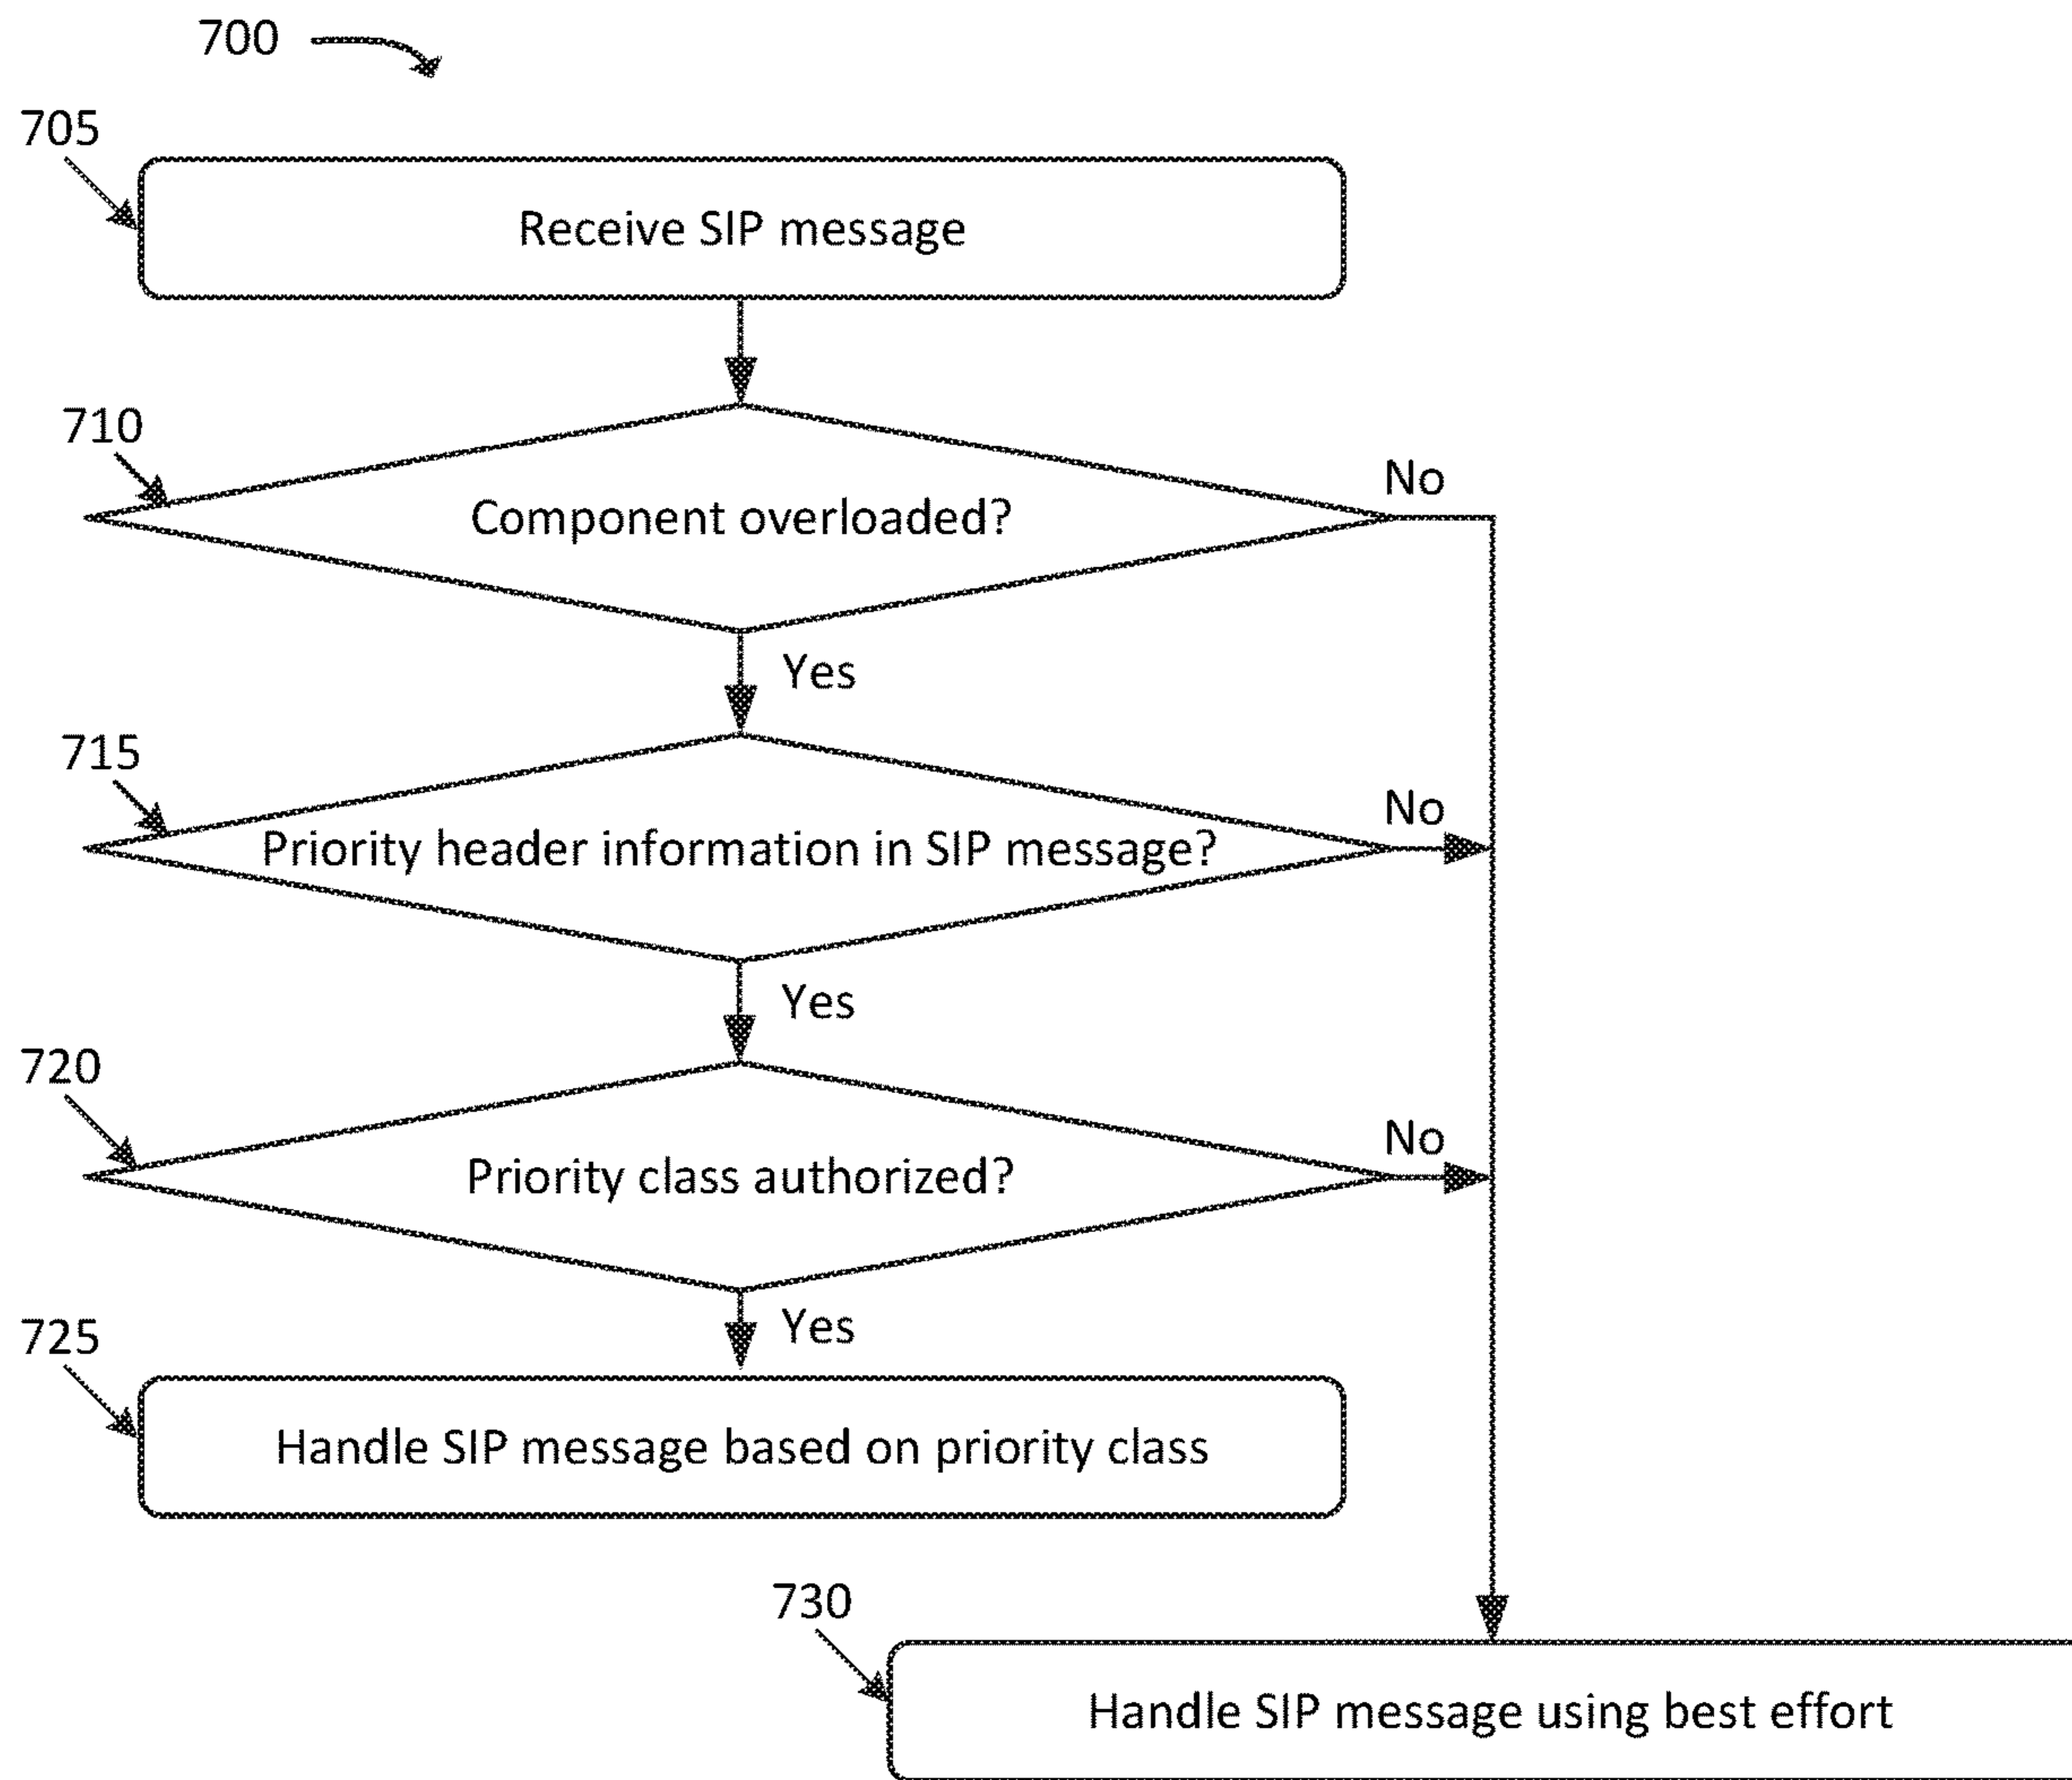 700
705
Receive SIP message
710
Component overloaded?
No
Yes
715
Priority header information in SIP message?
No
Yes
720
Priority class authorized?
No
Yes
725
Handle SIP message based on priority class
730
Handle SIP message using best effort